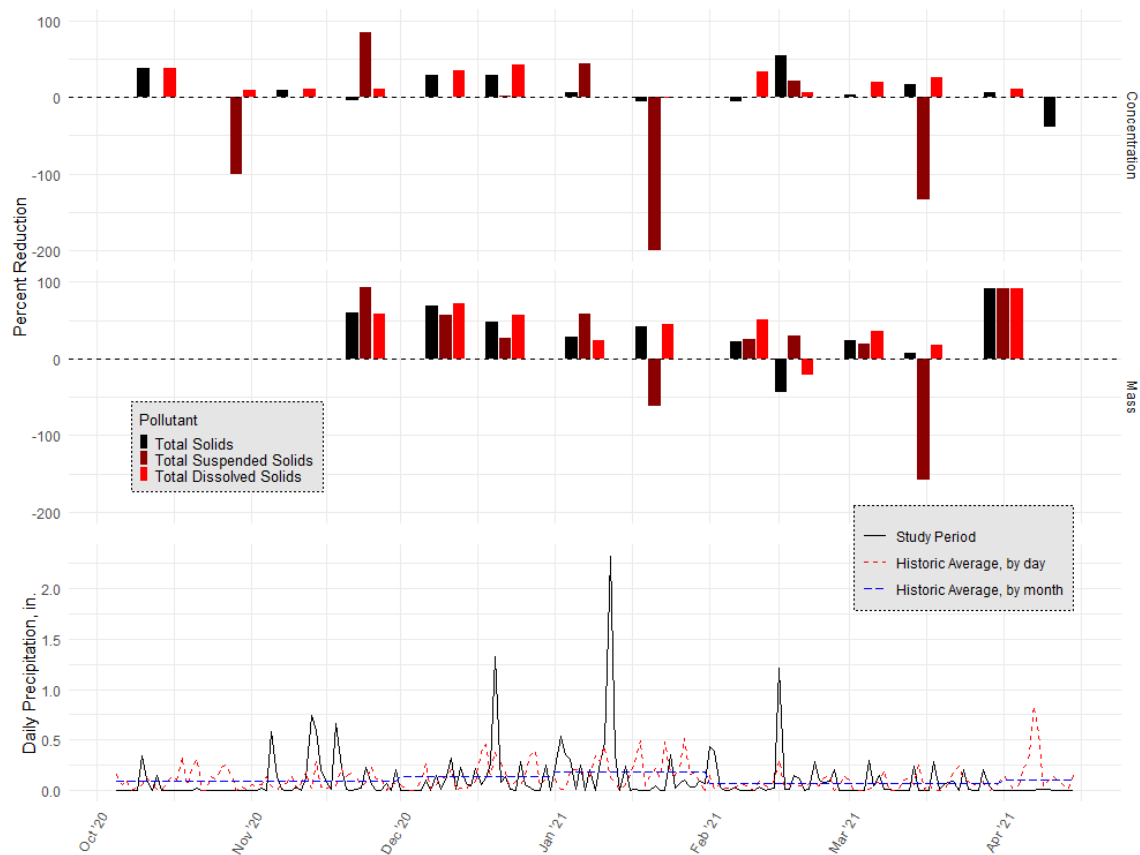 100
0
-100
-200
Concentration
Percent Reduction
100
0
-100
-200
Mass
Pollutant
Total Solids
Total Suspended Solids
Total Dissolved Solids
Study Period
Historic Average, by day
Historic Average, by month
Daily Precipitation, in.
2.0
1.5
1.0
0.5
0.0
Oct '20
Nov '20
Dec '20
Jan '21
Feb '21
Mar '21
Apr '21